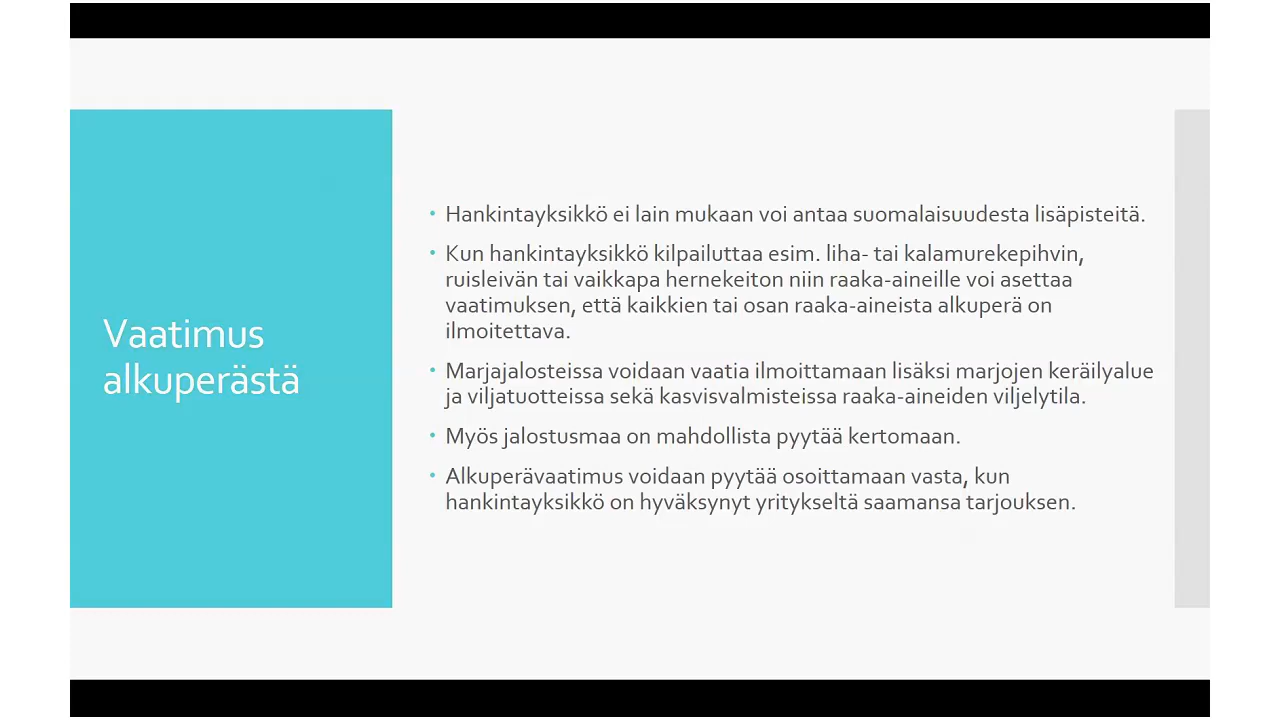 Vaatimus
alkuperästä
• Hankintayksikkö ei lain mukaan voi antaa suomalaisuudesta lisäpisteitä.
• Kun hankintayksikkö kilpailuttaa esim. liha- tai kalamurekepihvin,
ruisleivän tai vaikkapa hernekeiton niin raaka-aineille voi asettaa
vaatimuksen, että kaikkien tai osan raaka-aineista alkuperä on
ilmoitettava.
• Marjajalosteissa voidaan vaatia ilmoittamaan lisäksi marjojen keräilyalue
ja viljatuotteissa sekä kasvisvalmisteissa raaka-aineiden viljelytila.
• Myös jalostusmaa on mahdollista pyytää kertomaan.
• Alkuperävaatimus voidaan pyytää osoittamaan vasta, kun
hankintayksikkö on hyväksynyt yritykseltä saamansa tarjouksen.